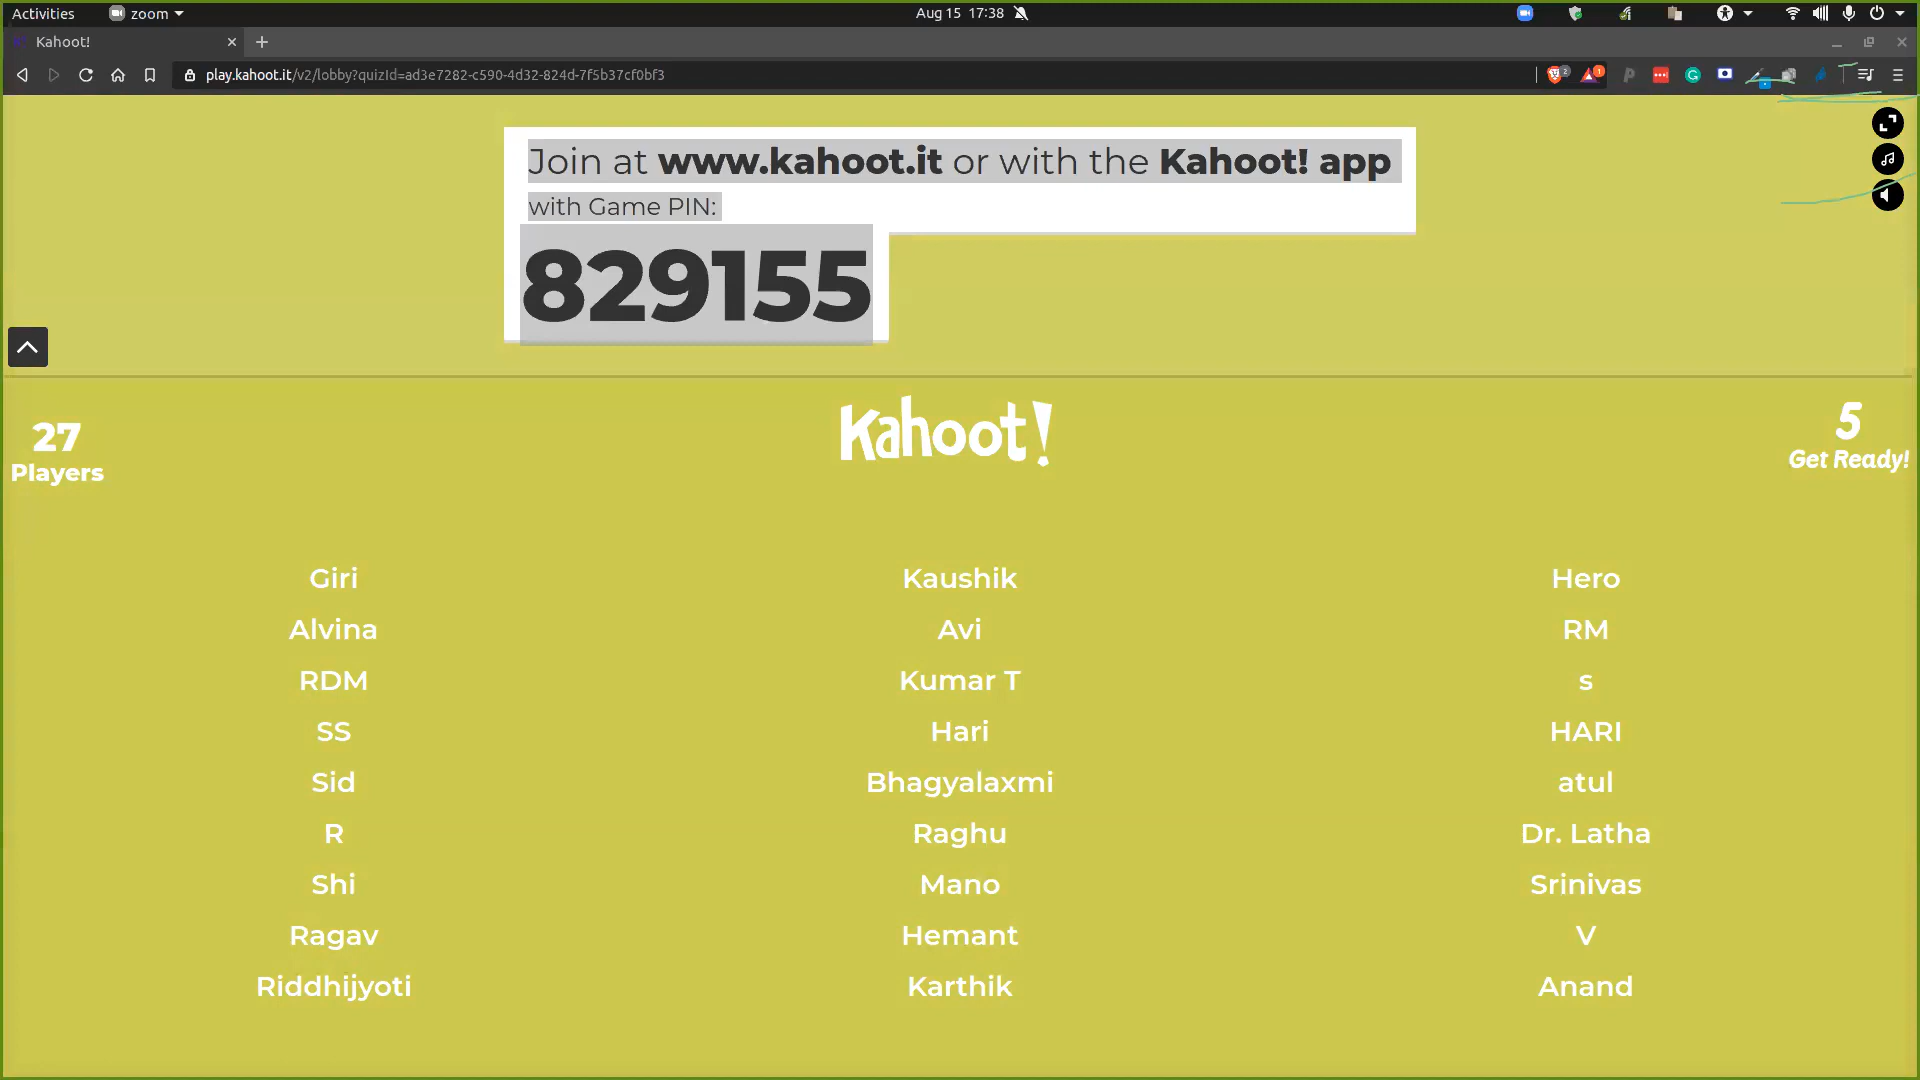 Activities zoom Aug 15 17:38
Kahoot!
play.kahoot.it/v2/lobby?quizId=ad3e7282-c590-4d32-824d-7f5b37cf0bf3
Join at www.kahoot.it or with the Kahoot! app
with Game PIN:
829155
27
Players
Kahoot!
5
Get Ready!
Giri Kaushik Hero
Alvina Avi RM
RDM Kumar T s
SS Hari HARI
Sid Bhagyalaxmi atul
R Raghu Dr. Latha
Shi Mano Srinivas
Ragav Hemant V
Riddhijyoti Karthik Anand